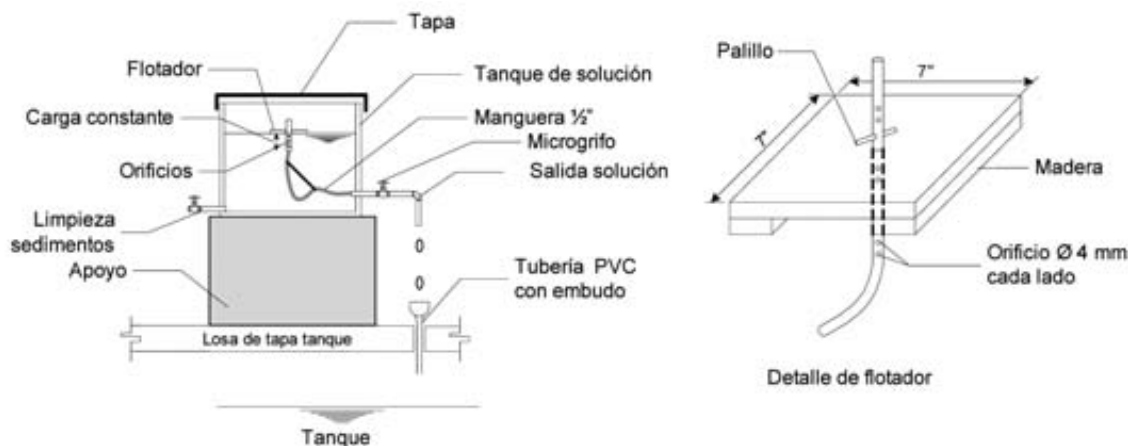 Tapa
Flotador
Tanque de solución
Carga constante
Manguera ½"
Microgrifo
Orificios
Salida solución
Limpieza
sedimentos
Apoyo
Tubería PVC
con embudo
Losa de tapa tanque
Tanque
Palillo
7"
7"
Madera
Orificio Ø 4 mm
cada lado
Detalle de flotador